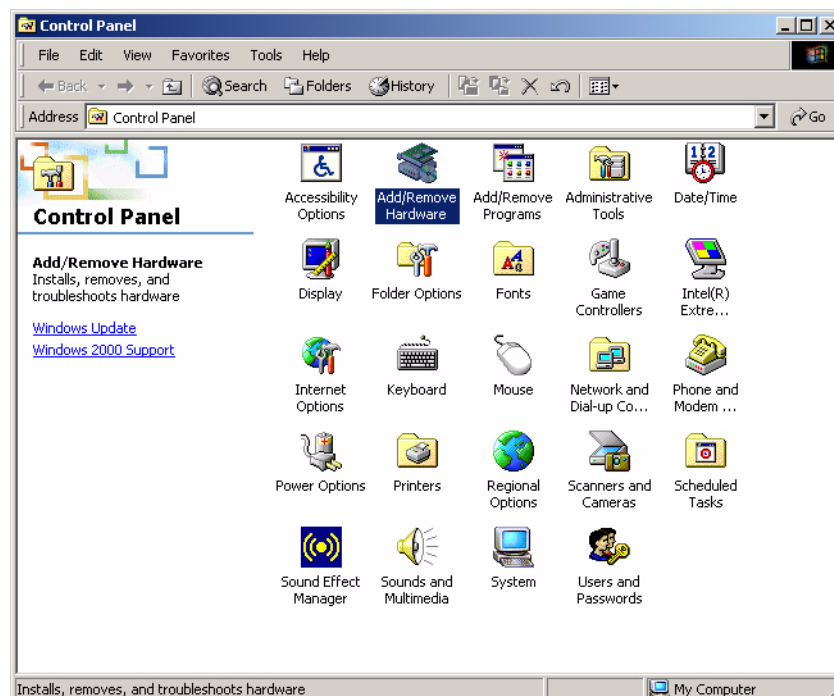 Control Panel
File Edit View Favorites Tools Help
Back Search Folders History
Address Control Panel Go
Control Panel
Add/Remove Hardware
Installs, removes, and
troubleshoots hardware
Windows Update
Windows 2000 Support
Accessibility
Options
Add/Remove
Hardware
Add/Remove
Programs
Administrative
Tools
Date/Time
Display
Folder Options
Fonts
Game
Controllers
Intel(R)
Extre...
Internet
Options
Keyboard
Mouse
Network and
Dial-up Co...
Phone and
Modem ...
Power Options
Printers
Regional
Options
Scanners and
Cameras
Scheduled
Tasks
Sound Effect
Manager
Sounds and
Multimedia
System
Users and
Passwords
Installs, removes, and troubleshoots hardware
My Computer